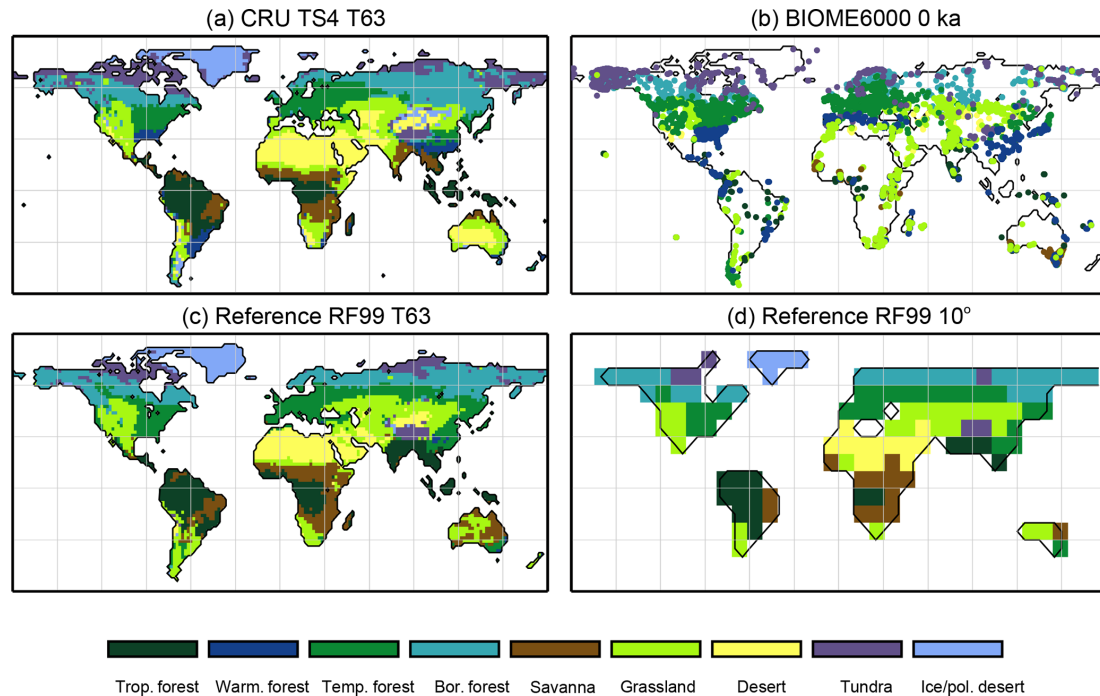 (a) CRU TS4 T63
(b) BIOME6000 0 ka
(c) Reference RF99 T63
(d) Reference RF99 10°
Trop. forest Warm. forest Temp. forest Bor. forest Savanna Grassland Desert Tundra Ice/pol. desert